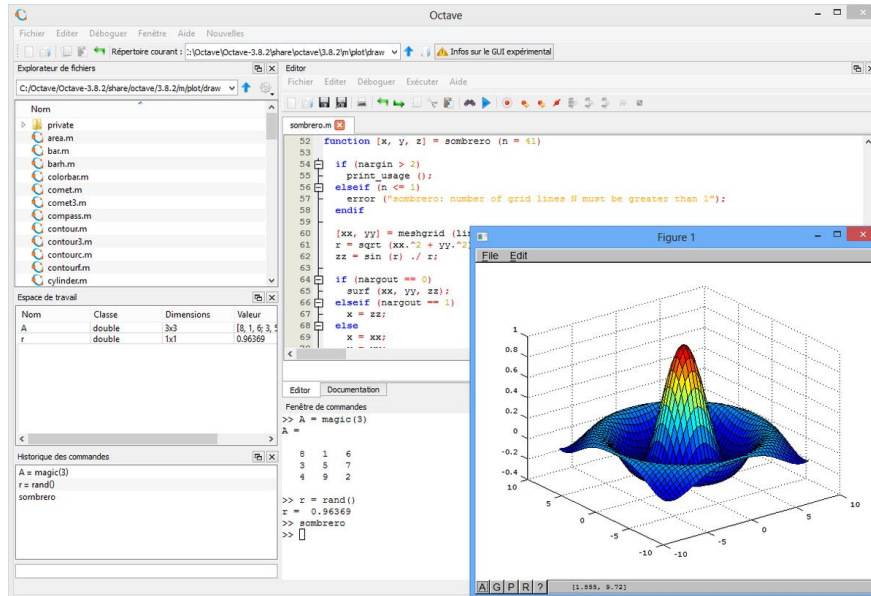 Octave
Fichier Editer Déboguer Fenêtre Aide Nouvelles
Répertoire courant : :\Octave\Octave-3.8.2\share\octave\3.8.2\m\plot\draw Infos sur le GUI expérimental
Explorateur de fichiers
C:/Octave/Octave-3.8.2/share/octave/3.8.2/m/plot/draw
Nom
private
area.m
bar.m
barh.m
colorbar.m
comet.m
comet3.m
compass.m
contour.m
contour3.m
contourc.m
contourf.m
cylinder.m
Espace de travail
Nom Classe Dimensions Valeur
A double 3x3 [8, 1, 6; 3, 5
r double 1x1 0.96369
Historique des commandes
A = magic(3)
r = rand()
sombrero
Editor
Fichier Editer Déboguer Exécuter Aide
sombrero.m
52 function [x, y, z] = sombrero (n = 41)
53
54 if (nargin > 2)
55 print_usage ();
56 elseif (n <= 1)
57 error ("sombrero: number of grid lines N must be greater than 1");
58 endif
59
60 [xx, yy] = meshgrid (lin
61 r = sqrt (xx.^2 + yy.^2
62 zz = sin (r) ./ r;
63
64 if (nargout == 0)
65 surf (xx, yy, zz);
66 elseif (nargout == 1)
67 x = zz;
68 else
69 x = xx;
Editor Documentation
Fenêtre de commandes
>> A = magic(3)
A =
8 1 6
3 5 7
4 9 2
>> r = rand()
r = 0.96369
>> sombrero
>>
Figure 1
File Edit
1
0.8
0.6
0.4
0.2
0
-0.2
-0.4
10
5
0
-5
-10
-10
-5
0
5
10
A G P R ? [1.855, 9.72]